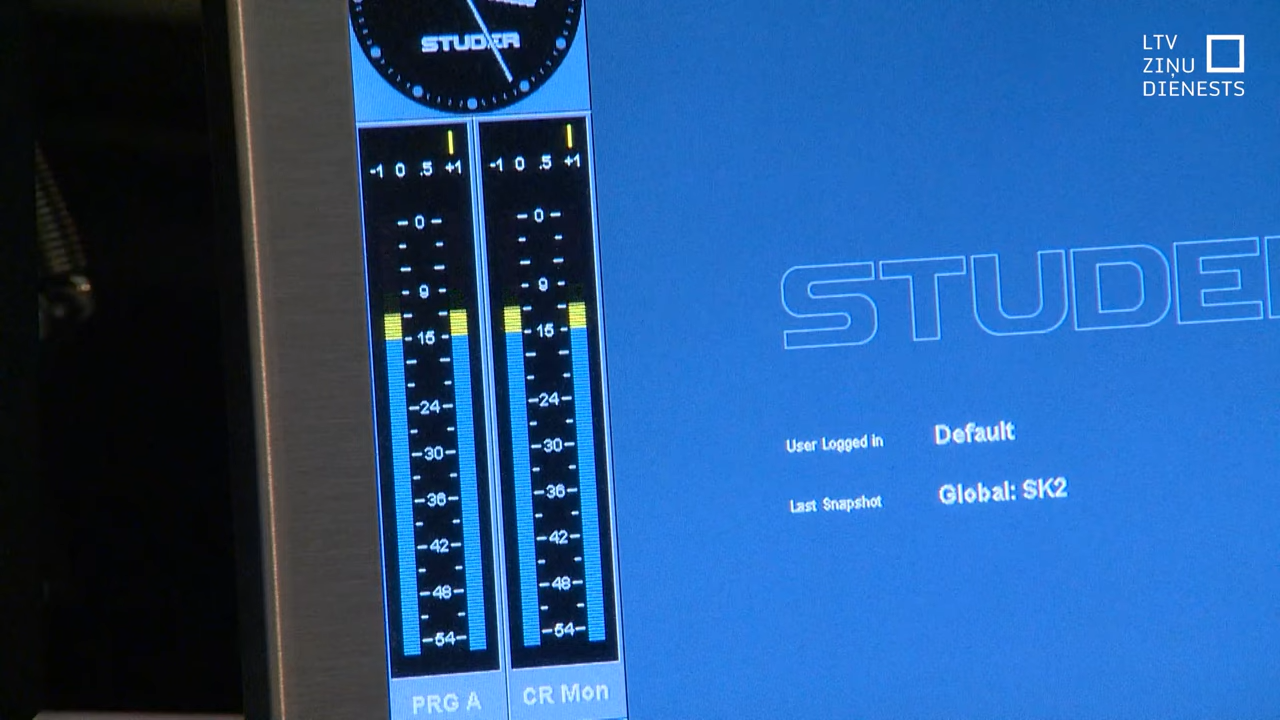 LTV
ZIŅU
DIENESTS
STUDER
-1 0 .5 +1
-1 0 .5 +1
0
9
15
24
30
36
42
48
54
0
9
15
24
30
36
42
48
54
PRG A
CR Mon
STUDE
User Logged in Default
Last Snapshot Global: SK2